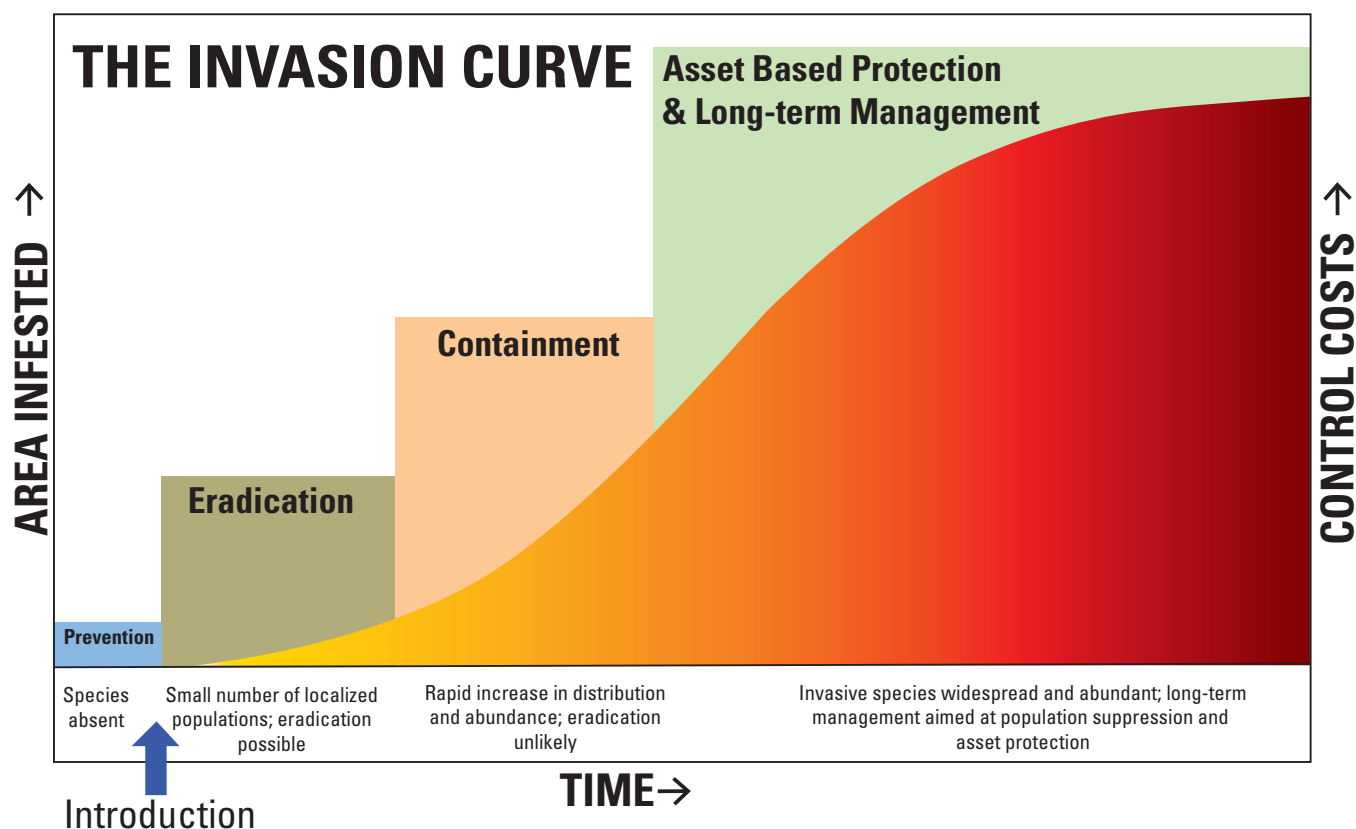 THE INVASION CURVE
Asset Based Protection
& Long-term Management
Containment
Eradication
Prevention
AREA INFESTED →
CONTROL COSTS →
Species
absent
Small number of localized
populations; eradication
possible
Rapid increase in distribution
and abundance; eradication
unlikely
Invasive species widespread and abundant; long-term
management aimed at population suppression and
asset protection
TIME→
Introduction